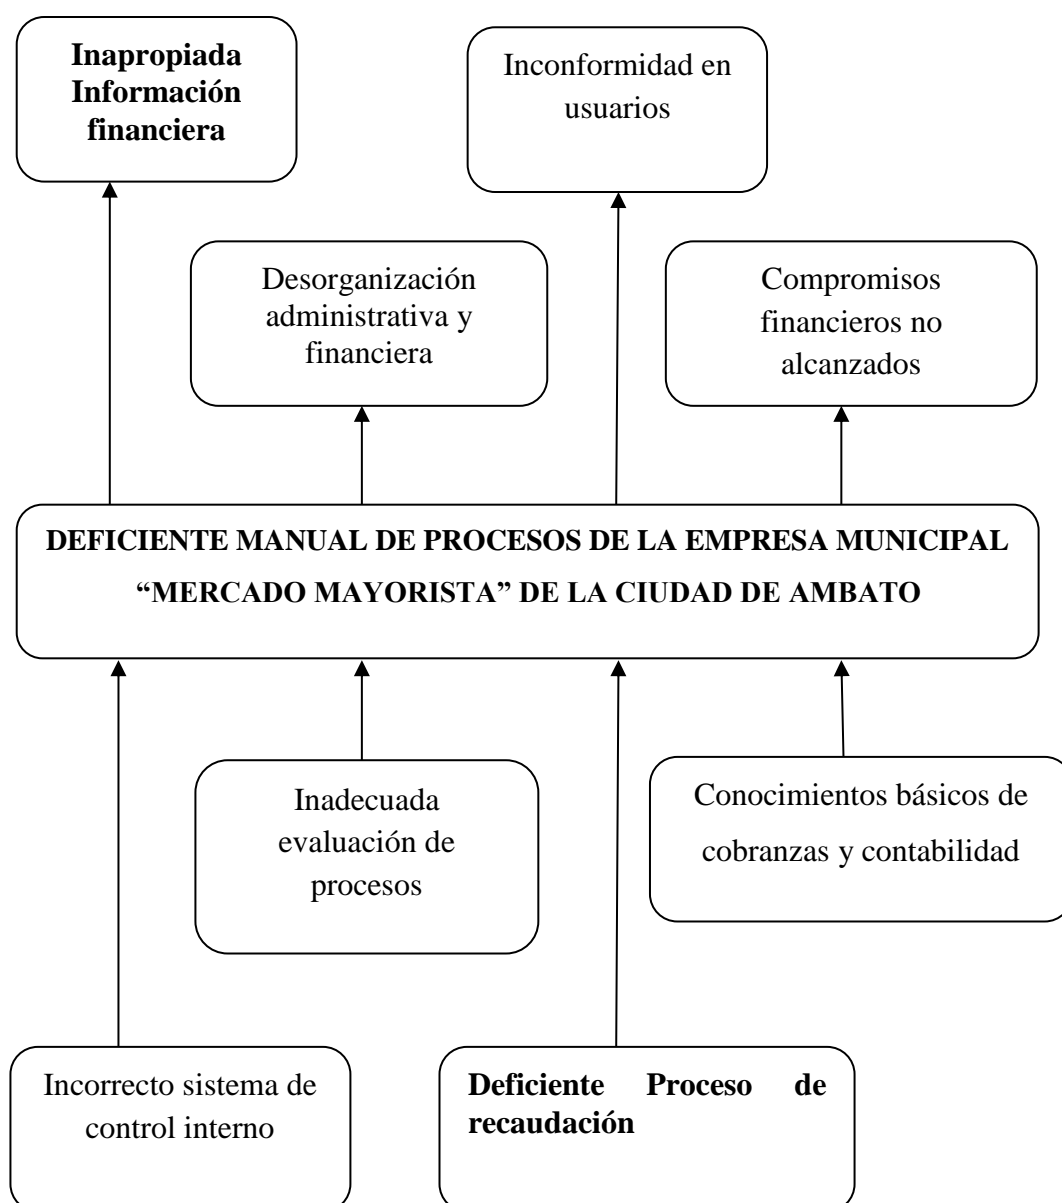 Inapropiada
Información
financiera
Inconformidad en
usuarios
Desorganización
administrativa y
financiera
Compromisos
financieros no
alcanzados
DEFICIENTE MANUAL DE PROCESOS DE LA EMPRESA MUNICIPAL
“MERCADO MAYORISTA” DE LA CIUDAD DE AMBATO
Inadecuada
evaluación de
procesos
Conocimientos básicos de
cobranzas y contabilidad
Incorrecto sistema de
control interno
Deficiente Proceso de
recaudación